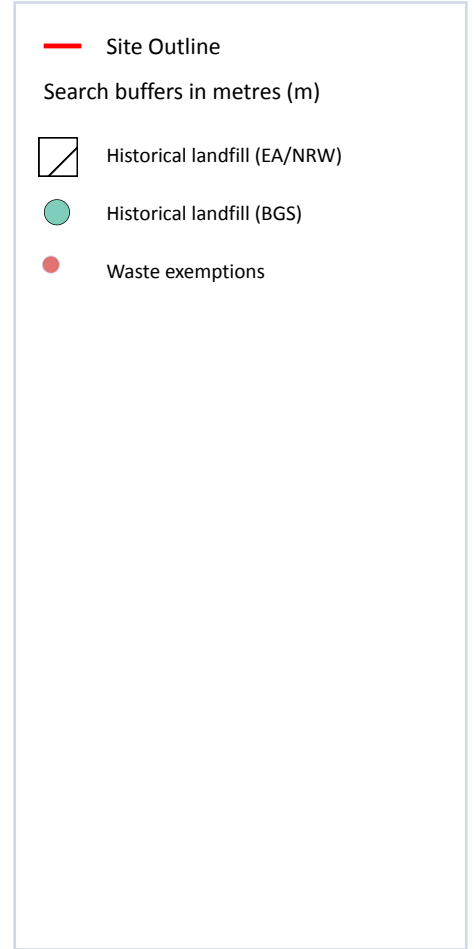 Site Outline
Search buffers in metres (m)
Historical landfill (EA/NRW)
Historical landfill (BGS)
Waste exemptions